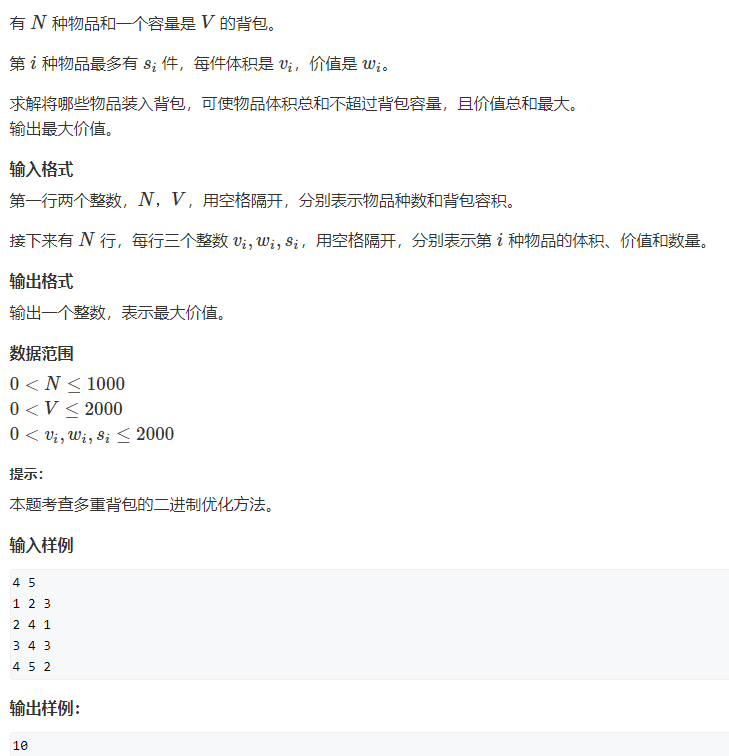 有 N 种物品和一个容量是 V 的背包。
第 i 种物品最多有 s_i 件，每件体积是 v_i，价值是 w_i。
求解将哪些物品装入背包，可使物品体积总和不超过背包容量，且价值总和最大。
输出最大价值。
输入格式
第一行两个整数，N，V，用空格隔开，分别表示物品种数和背包容积。
接下来有 N 行，每行三个整数 v_i, w_i, s_i，用空格隔开，分别表示第 i 种物品的体积、价值和数量。
输出格式
输出一个整数，表示最大价值。
数据范围
0 < N ≤ 1000
0 < V ≤ 2000
0 < v_i, w_i, s_i ≤ 2000
提示：
本题考查多重背包的二进制优化方法。
输入样例
4 5
1 2 3
2 4 1
3 4 3
4 5 2
输出样例：
10